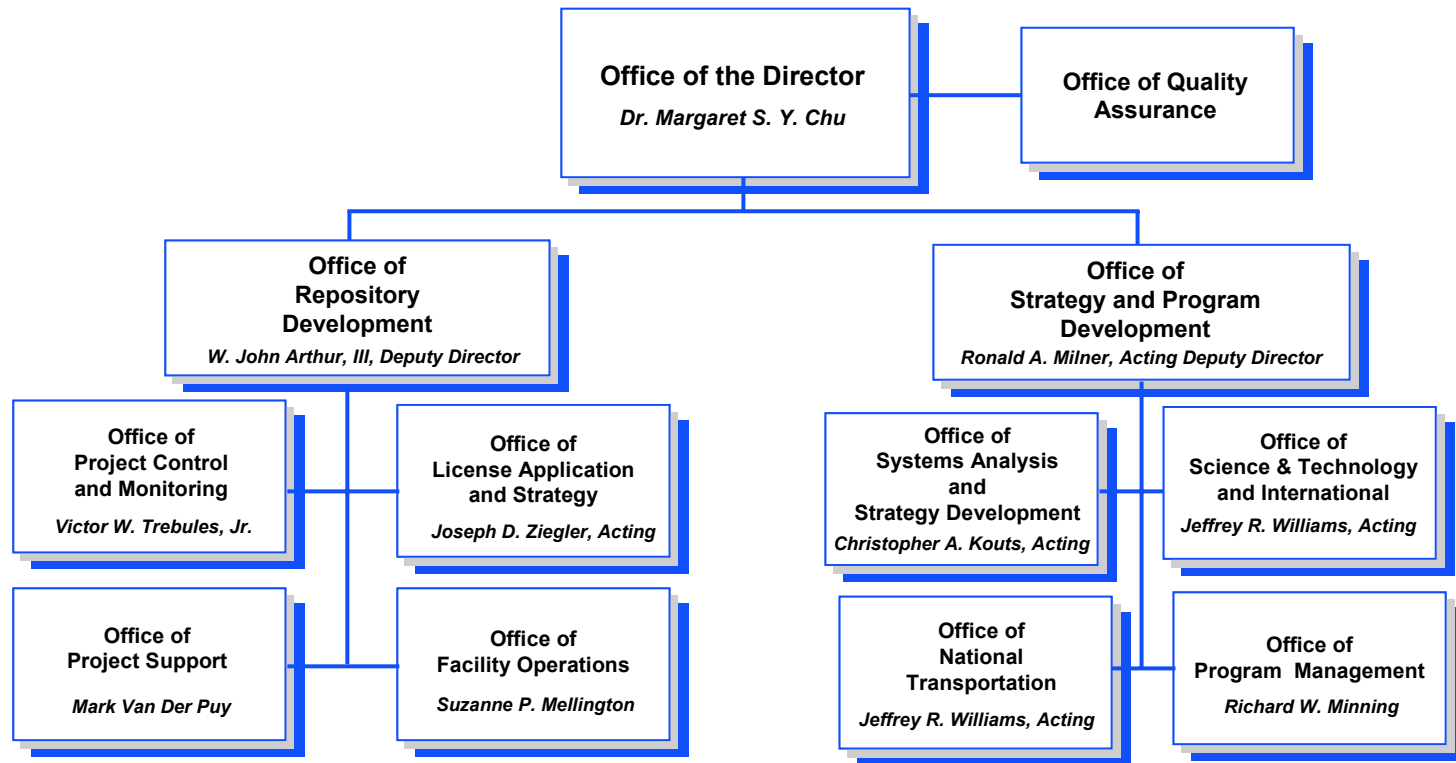 Office of the Director
Dr. Margaret S. Y. Chu
Office of Quality
Assurance
Office of
Repository
Development
W. John Arthur, III, Deputy Director
Office of
Strategy and Program
Development
Ronald A. Milner, Acting Deputy Director
Office of
Project Control
and Monitoring
Victor W. Trebules, Jr.
Office of
License Application
and Strategy
Joseph D. Ziegler, Acting
Office of
Systems Analysis
and
Strategy Development
Christopher A. Kouts, Acting
Office of
Science & Technology
and International
Jeffrey R. Williams, Acting
Office of
Project Support
Mark Van Der Puy
Office of
Facility Operations
Suzanne P. Mellington
Office of
National
Transportation
Jeffrey R. Williams, Acting
Office of
Program Management
Richard W. Minning